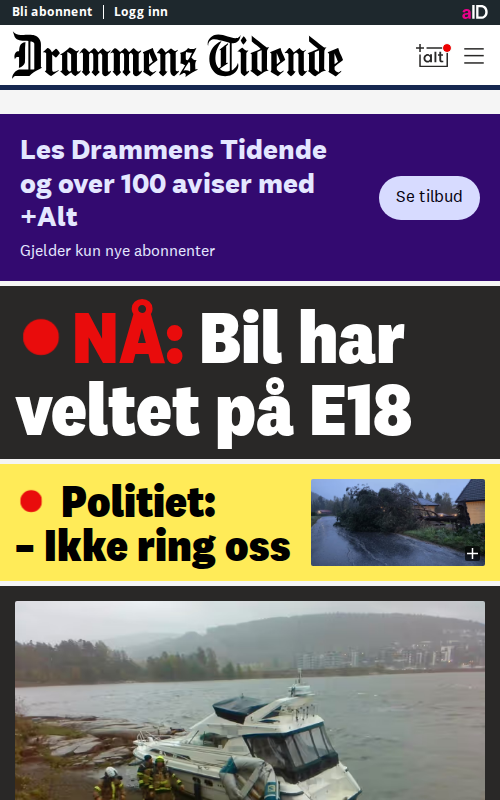 Bli abonnent
Logg inn
aID
Drammens Tidende
+alt
Les Drammens Tidende
og over 100 aviser med
+Alt
Se tilbud
Gjelder kun nye abonnenter
NÅ: Bil har
veltet på E18
Politiet:
– Ikke ring oss